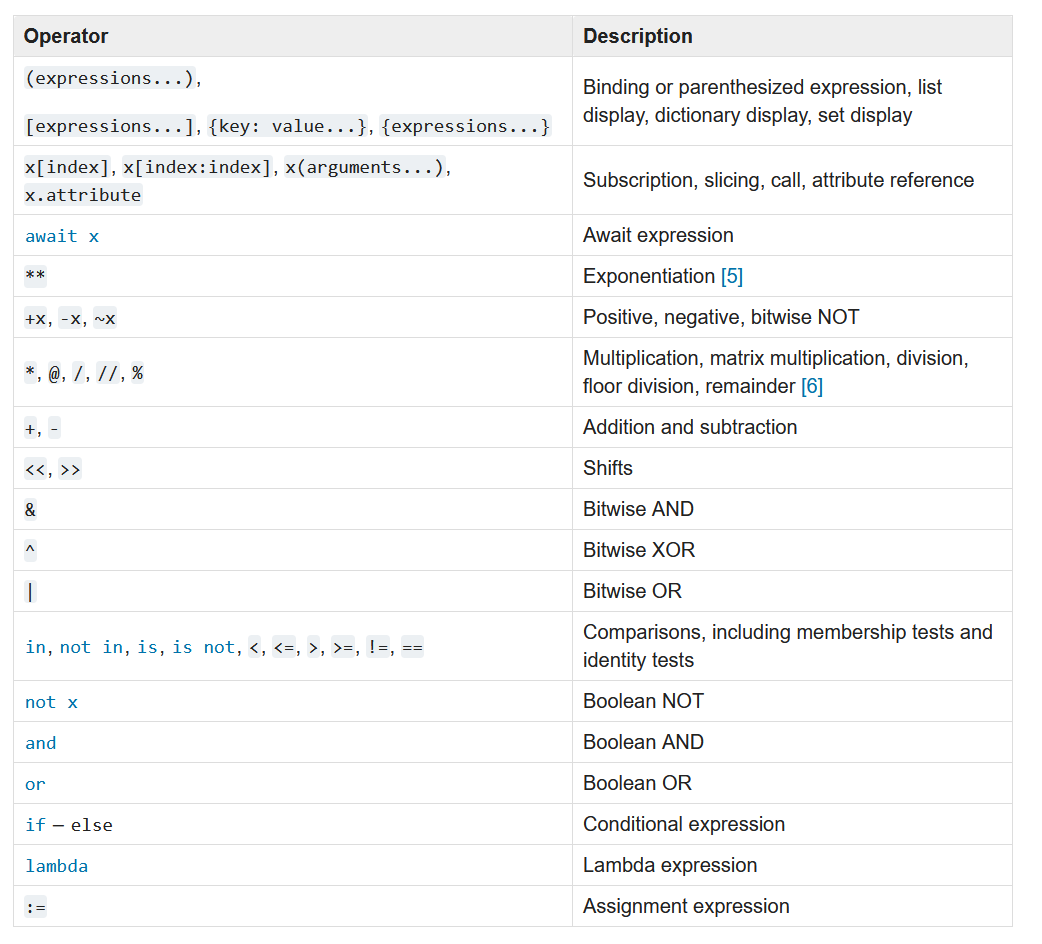 Operator Description
(expressions...),
[expressions...], {key: value...}, {expressions...}
Binding or parenthesized expression, list
display, dictionary display, set display
x[index], x[index:index], x(arguments...),
x.attribute
Subscription, slicing, call, attribute reference
await x Await expression
** Exponentiation [5]
+x, -x, ~x Positive, negative, bitwise NOT
*, @, /, //, %
Multiplication, matrix multiplication, division,
floor division, remainder [6]
+, - Addition and subtraction
<<, >> Shifts
& Bitwise AND
^ Bitwise XOR
| Bitwise OR
in, not in, is, is not, <, <=, >, >=, !=, ==
Comparisons, including membership tests and
identity tests
not x Boolean NOT
and Boolean AND
or Boolean OR
if – else Conditional expression
lambda Lambda expression
:= Assignment expression